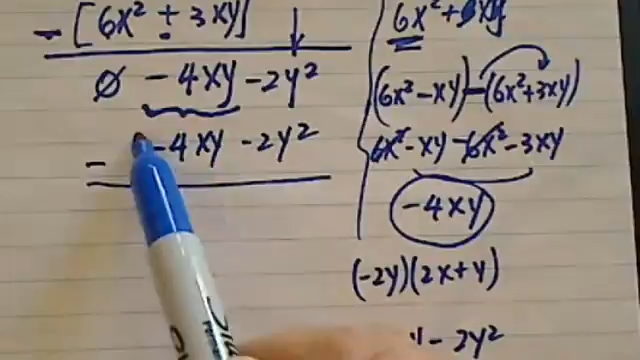 - [6x² + 3xy]
0 - 4xy - 2y²
- - 4xy - 2y²
6x² + 3xy
(6x² - xy) - (6x² + 3xy)
6x² - xy - 6x² - 3xy
- 4xy
(-2y)(2x + y)
- 2y²